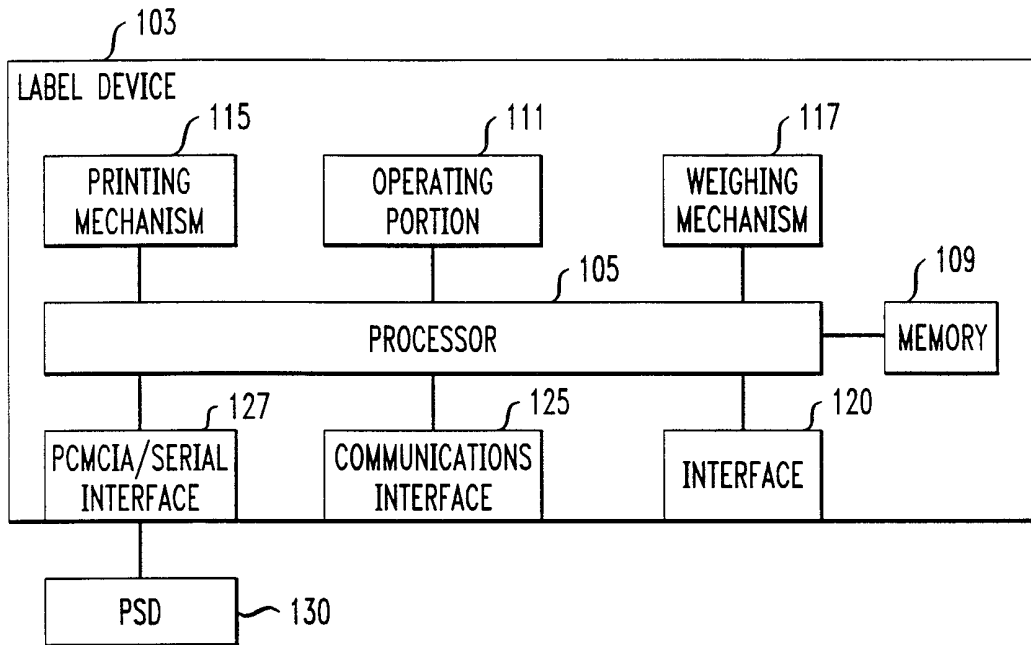 103
LABEL DEVICE
115
111
117
PRINTING
MECHANISM
OPERATING
PORTION
WEIGHING
MECHANISM
105
109
PROCESSOR
MEMORY
127
125
120
PCMCIA/SERIAL
INTERFACE
COMMUNICATIONS
INTERFACE
INTERFACE
PSD
130